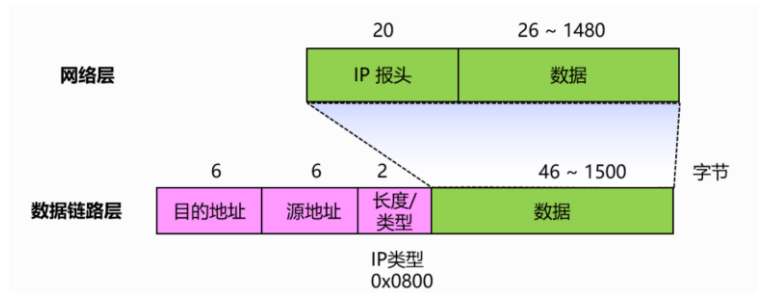 20 26 ~ 1480
网络层 IP 报头 数据
6 6 2 46 ~ 1500 字节
数据链路层 目的地址 源地址 长度/
类型 数据
IP类型
0x0800